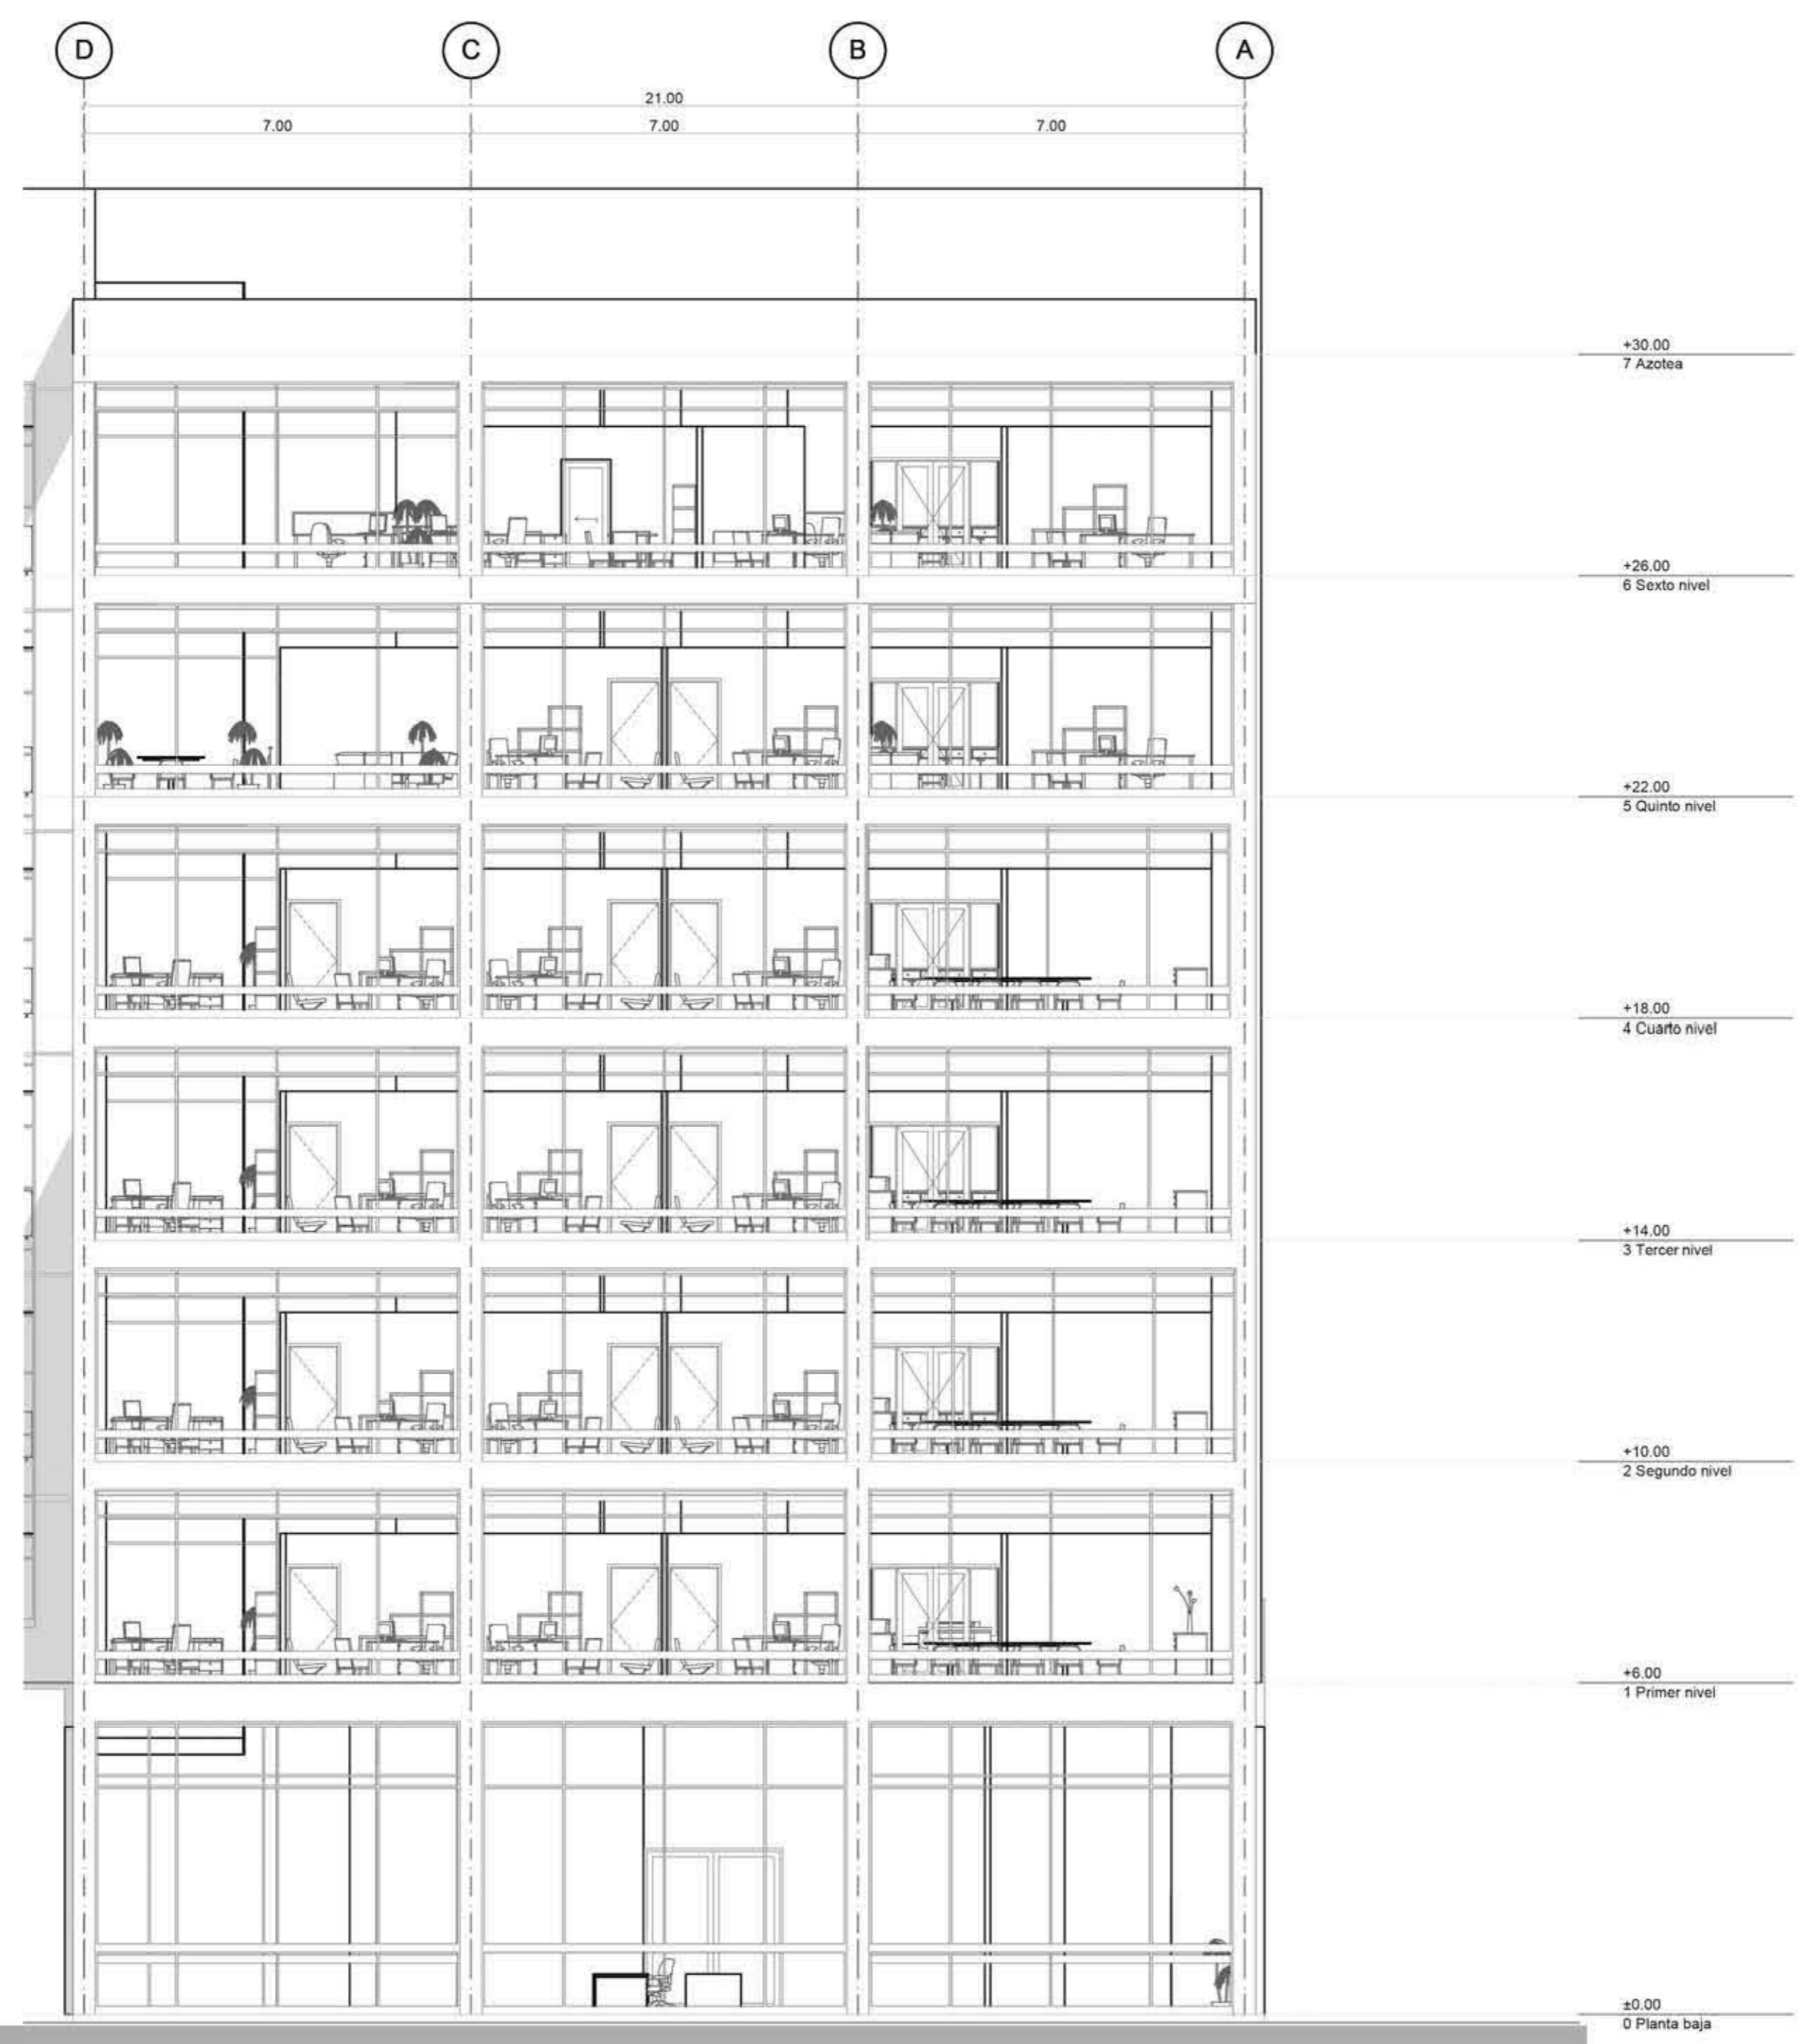 D
C
B
A
21.00
7.00
7.00
7.00
+30.00
7 Azotea
+26.00
6 Sexto nivel
+22.00
5 Quinto nivel
+18.00
4 Cuarto nivel
+14.00
3 Tercer nivel
+10.00
2 Segundo nivel
+6.00
1 Primer nivel
±0.00
0 Planta baja